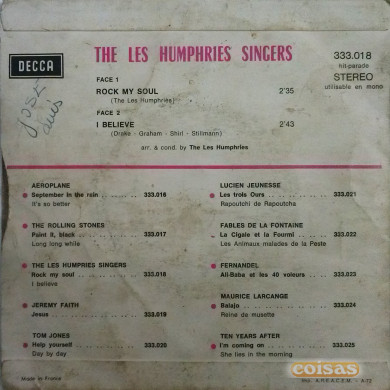 DECCA
THE LES HUMPHRIES SINGERS
333.018
hit-parade
STEREO
utilisable en mono
FACE 1
ROCK MY SOUL 2'35
(The Les Humphries)
FACE 2
I BELIEVE 2'43
(Drake - Graham - Shirl - Stillmann)
arr. & cond. by The Les Humphries
José
Luis
AEROPLANE
September in the rain ........ 333.016
It's so better
THE ROLLING STONES
Paint it, black ........ 333.017
Long long while
THE LES HUMPRIES SINGERS
Rock my soul ........ 333.018
I believe
JEREMY FAITH
Jesus ........ 333.019
TOM JONES
Help yourself ........ 333.020
Day by day
LUCIEN JEUNESSE
Les trois Ours ........ 333.021
Rapoutchi de Rapoutcha
FABLES DE LA FONTAINE
La Cigale et la Fourmi ..... 333.022
Les Animaux malades de la Peste
FERNANDEL
Ali-Baba et les 40 voleurs .... 333.023
MAURICE LARCANGE
Balajo ........ 333.024
Reine de musette
TEN YEARS AFTER
I'm coming on ........ 333.025
She lies in the morning
Made in France
coisas